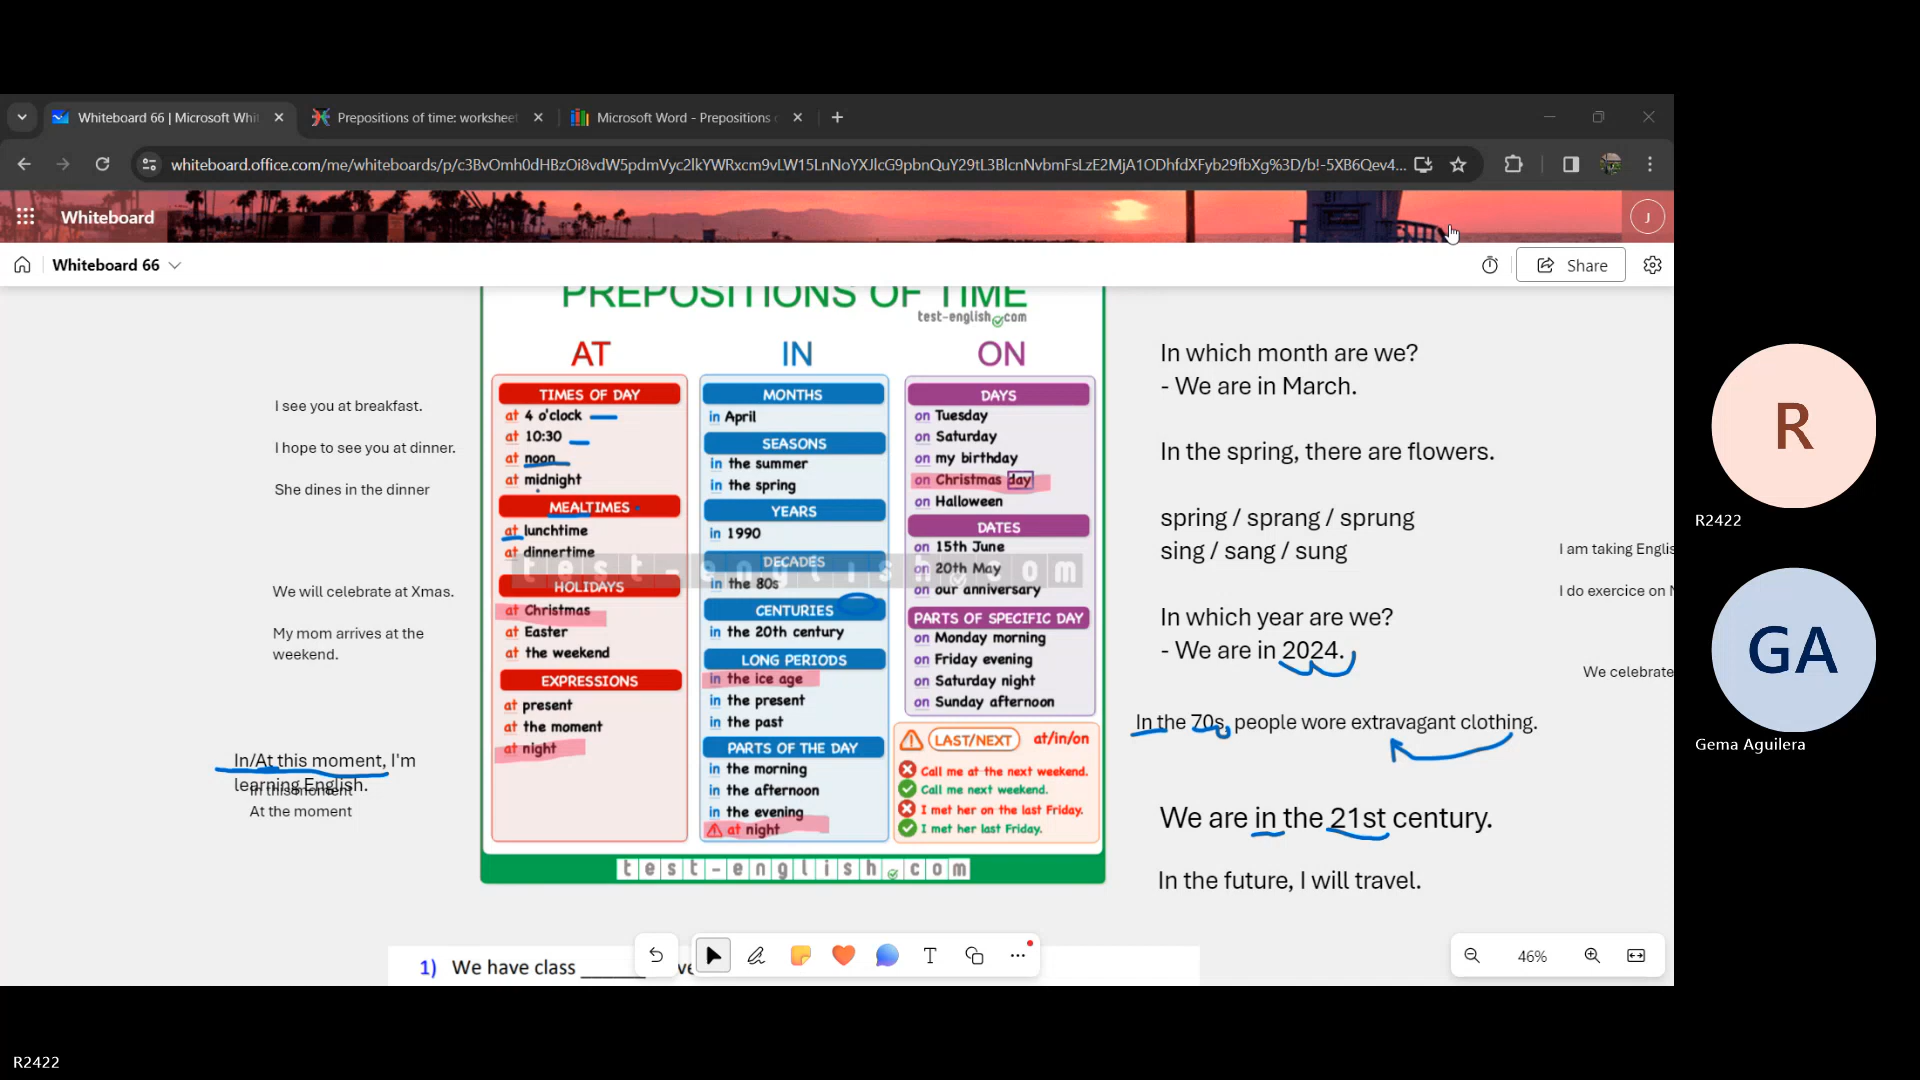 Whiteboard 66 | Microsoft Whit
Prepositions of time: worksheet
Microsoft Word - Prepositions
whiteboard.office.com/me/whiteboards/p/c3BvOmh0dHBzOi8vdW5pdmVyc2lkYWRxcm9vLW15LnNoYXJlcG9pbnQuY29tL3BlcnNvbmFsLzE2MjA1ODhfdXFyb29fbXg%3D/b!-5XB6Qev4...
Whiteboard
J
Whiteboard 66
Share
PREPOSITIONS OF TIME
test-english.com
AT
TIMES OF DAY
at 4 o'clock
at 10:30
at noon
at midnight
MEALTIMES
at lunchtime
at dinnertime
HOLIDAYS
at Christmas
at Easter
at the weekend
EXPRESSIONS
at present
at the moment
at night
IN
MONTHS
in April
SEASONS
in the summer
in the spring
YEARS
in 1990
DECADES
in the 80s
CENTURIES
in the 20th century
LONG PERIODS
in the ice age
in the present
in the past
PARTS OF THE DAY
in the morning
in the afternoon
in the evening
at night
ON
DAYS
on Tuesday
on Saturday
on my birthday
on Christmas day
on Halloween
DATES
on 15th June
on 20th May
on our anniversary
PARTS OF SPECIFIC DAY
on Monday morning
on Friday evening
on Saturday night
on Sunday afternoon
LAST/NEXT at/in/on
Call me at the next weekend.
Call me next weekend.
I met her on the last Friday.
I met her last Friday.
test-english.com
test-english.com
I see you at breakfast.
I hope to see you at dinner.
She dines in the dinner
We will celebrate at Xmas.
My mom arrives at the
weekend.
In/At this moment, I'm
learning English.
In this moment
At the moment
In which month are we?
- We are in March.
In the spring, there are flowers.
spring / sprang / sprung
sing / sang / sung
In which year are we?
- We are in 2024.
In the 70s, people wore extravagant clothing.
We are in the 21st century.
In the future, I will travel.
I am taking Englis
I do exercice on
We celebrate
1) We have class ______
46%
R
R2422
GA
Gema Aguilera
R2422